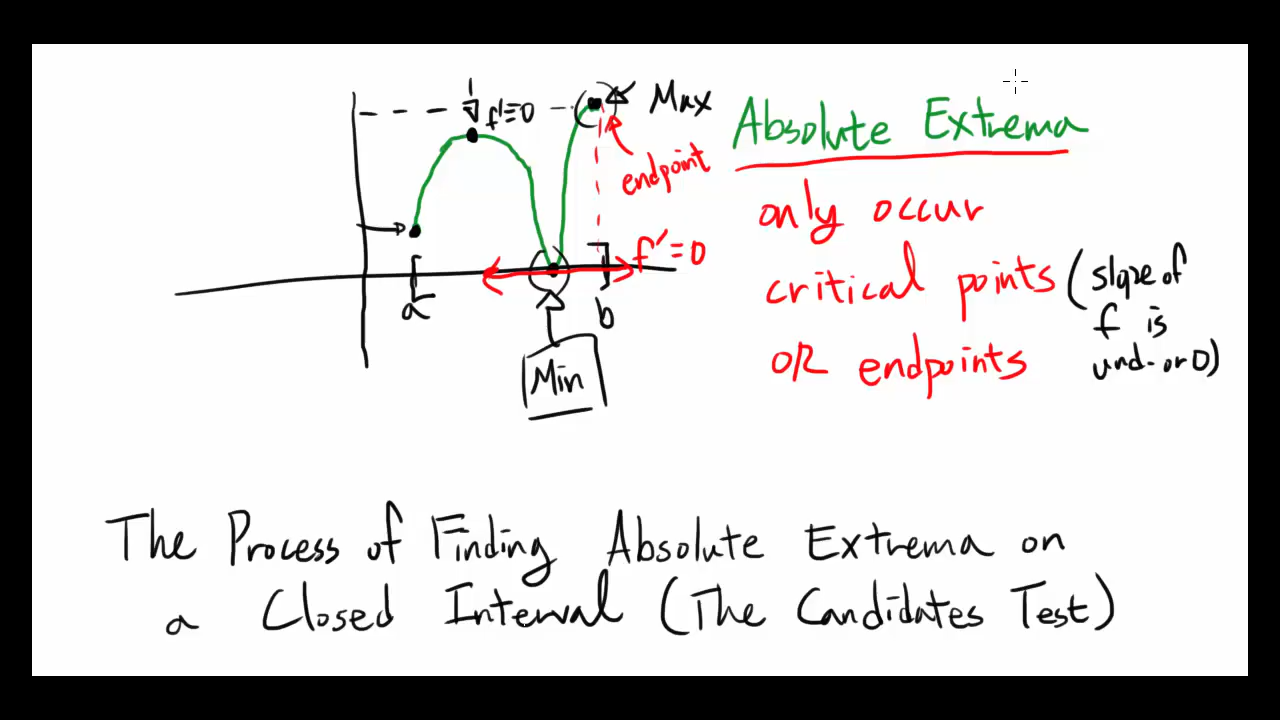 f'=0
Max
endpoint
f'=0
a
b
Min
Absolute Extrema
only occur
critical points (slope of
f is
und. or 0)
OR endpoints
The Process of Finding Absolute Extrema on
a Closed Interval (The Candidates Test)